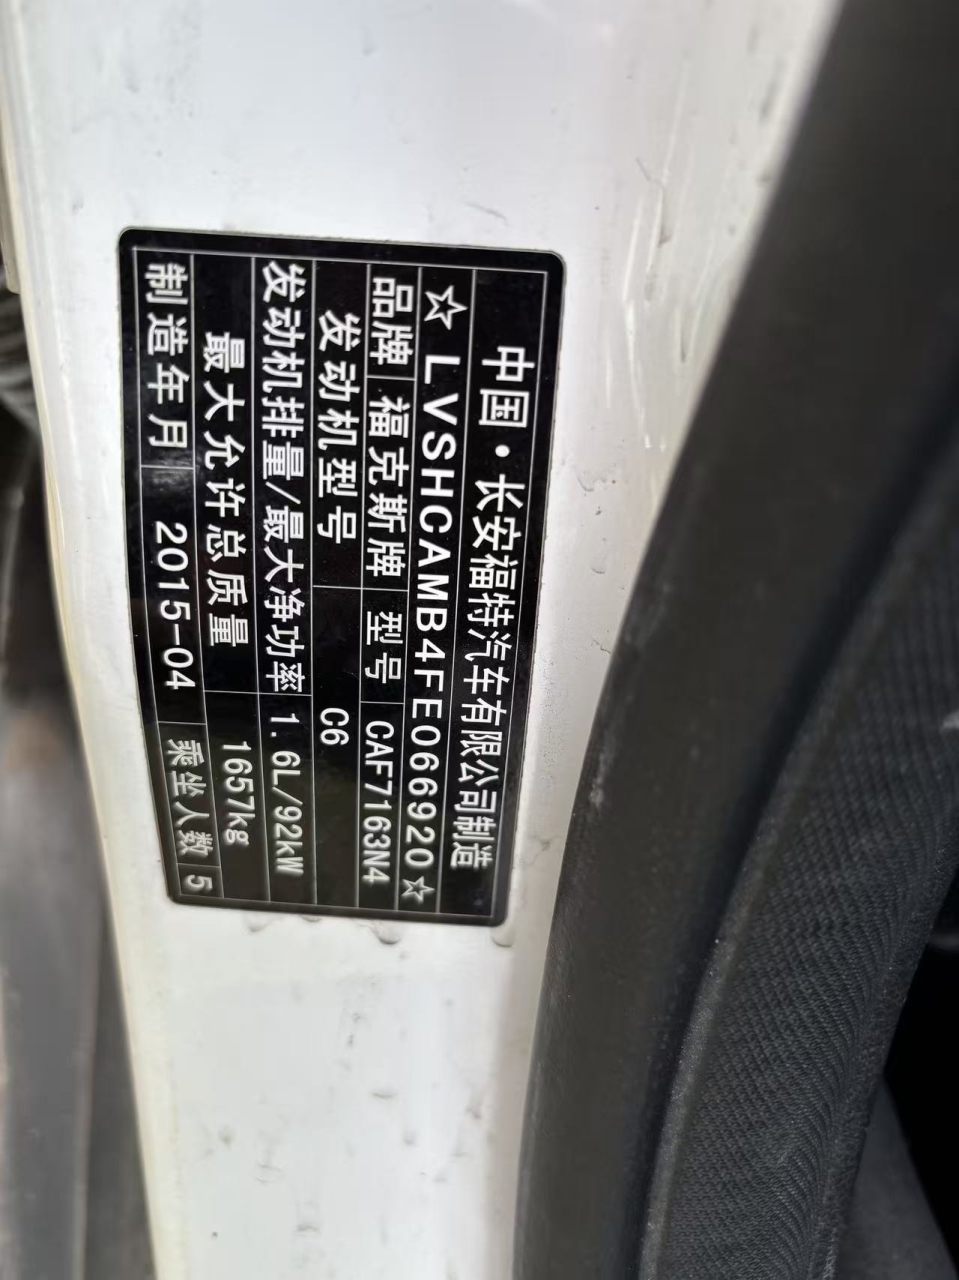 中国·长安福特汽车有限公司制造
☆LVSHCAMB4FE066920☆
品牌 福克斯牌 型号 CAF7163N4
发动机型号 C6
发动机排量/最大净功率 1.6L/92kW
最大允许总质量 1657kg
制造年月 2015-04 乘坐人数 5